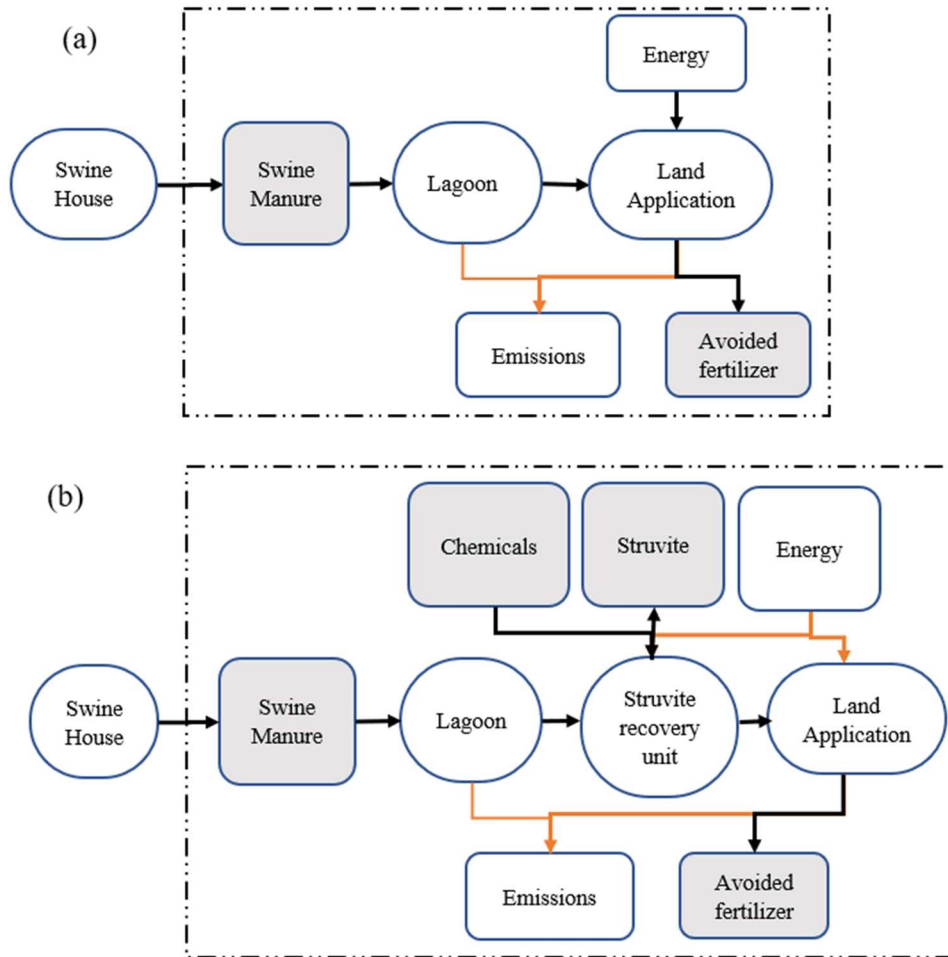 (a)
Energy
Swine
House
Swine
Manure
Lagoon
Land
Application
Emissions
Avoided
fertilizer
(b)
Chemicals
Struvite
Energy
Swine
House
Swine
Manure
Lagoon
Struvite
recovery
unit
Land
Application
Emissions
Avoided
fertilizer